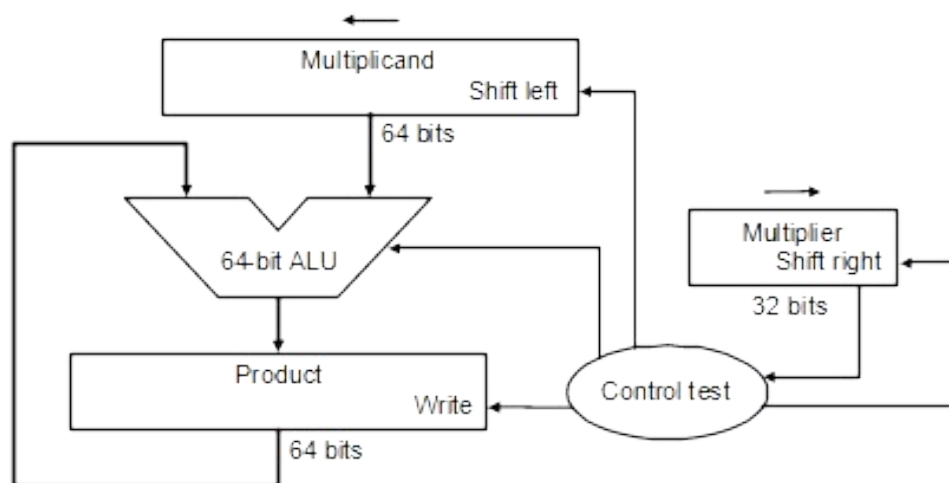 Multiplicand
Shift left
64 bits
64-bit ALU
Multiplier
Shift right
32 bits
Product
Write
Control test
64 bits